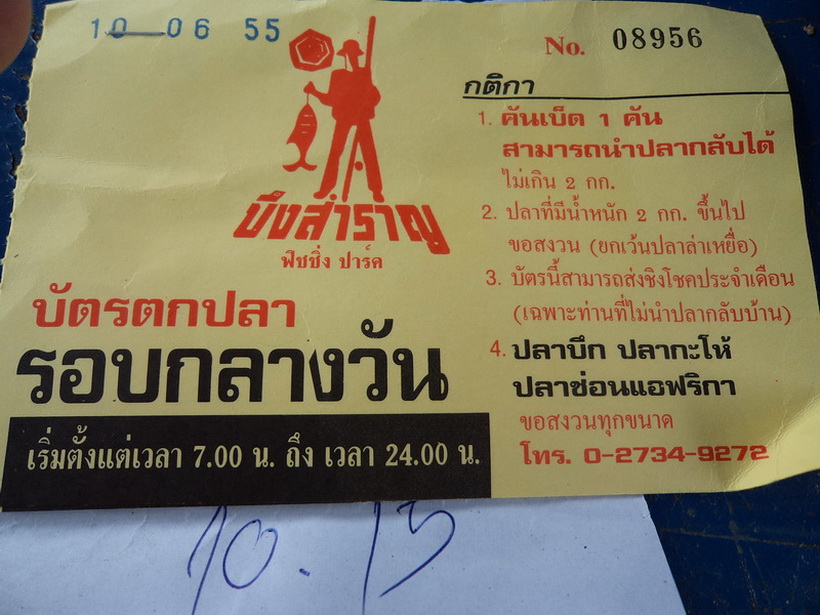 10 06 55
No. 08956
บึงสำราญ
ฟิชชิ่ง ปาร์ค
บัตรตกปลา
รอบกลางวัน
เริ่มตั้งแต่เวลา 7.00 น. ถึง เวลา 24.00 น.
กติกา
1. คันเบ็ด 1 คัน
สามารถนำปลากลับได้
ไม่เกิน 2 กก.
2. ปลาที่มีน้ำหนัก 2 กก. ขึ้นไป
ขอสงวน (ยกเว้นปลาล่าเหยื่อ)
3. บัตรนี้สามารถส่งชิงโชคประจำเดือน
(เฉพาะท่านที่ไม่นำปลากลับบ้าน)
4. ปลาบึก ปลากะโห้
ปลาช่อนแอฟริกา
ขอสงวนทุกขนาด
โทร. 0-2734-9272
10. 13